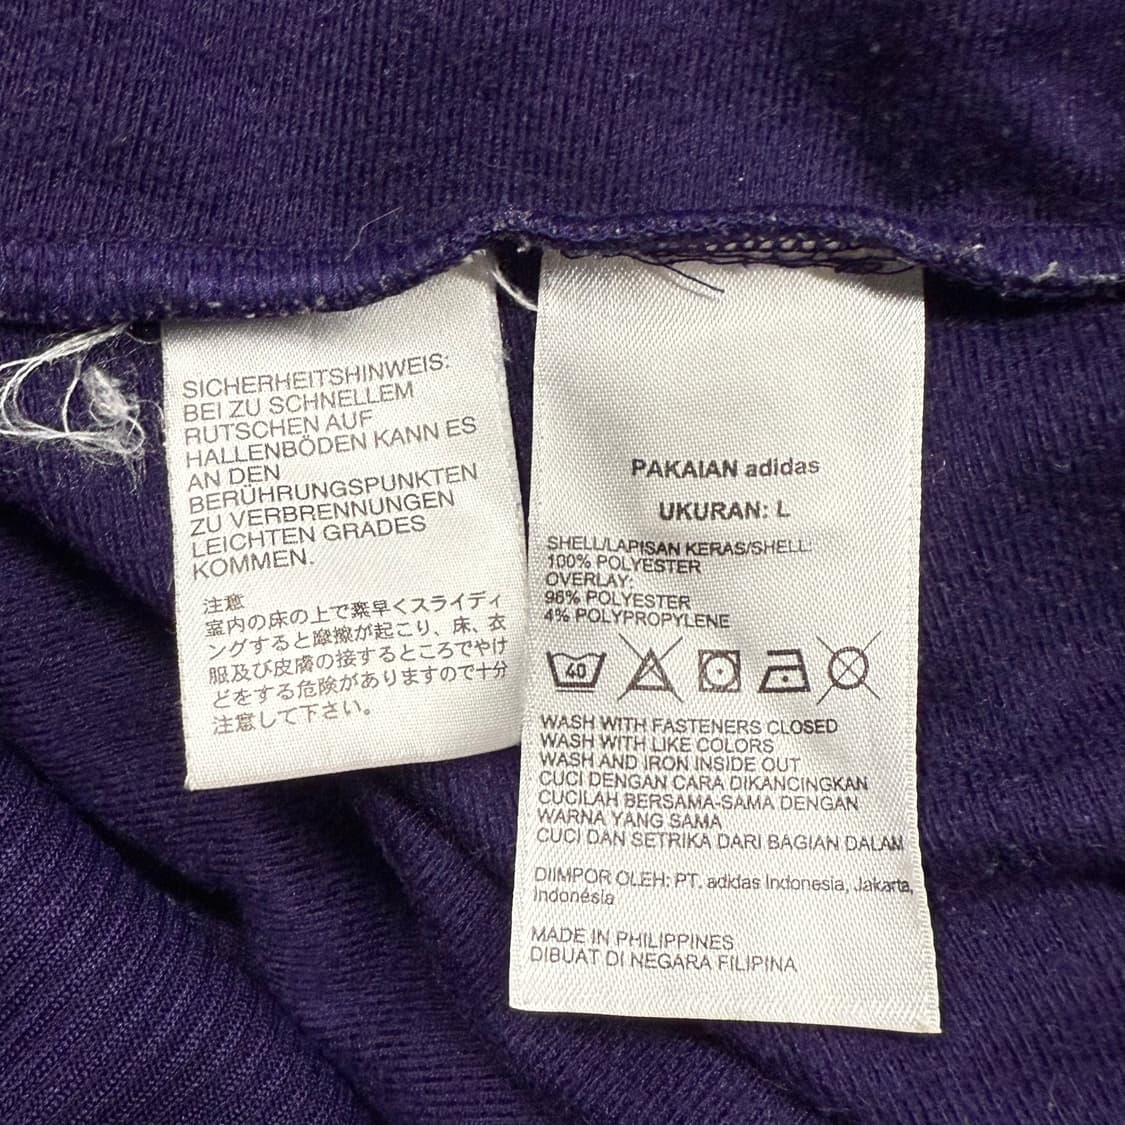 SICHERHEITSHINWEIS:
BEI ZU SCHNELLEM
RUTSCHEN AUF
HALLENBÖDEN KANN ES
AN DEN
BERÜHRUNGSPUNKTEN
ZU VERBRENNUNGEN
LEICHTEN GRADES
KOMMEN.
注意
室内の床の上で素早くスライディ
ングすると摩擦が起こり、床、衣
服及び皮膚の接するところでやけ
どをする危険がありますので十分
注意して下さい。
PAKAIAN adidas
UKURAN: L
SHELL/LAPISAN KERAS/SHELL:
100% POLYESTER
OVERLAY:
96% POLYESTER
4% POLYPROPYLENE
40
WASH WITH FASTENERS CLOSED
WASH WITH LIKE COLORS
WASH AND IRON INSIDE OUT
CUCI DENGAN CARA DIKANCINGKAN
CUCILAH BERSAMA-SAMA DENGAN
WARNA YANG SAMA
CUCI DAN SETRIKA DARI BAGIAN DALAM
DIIMPOR OLEH: PT. adidas Indonesia, Jakarta,
Indonésia
MADE IN PHILIPPINES
DIBUAT DI NEGARA FILIPINA